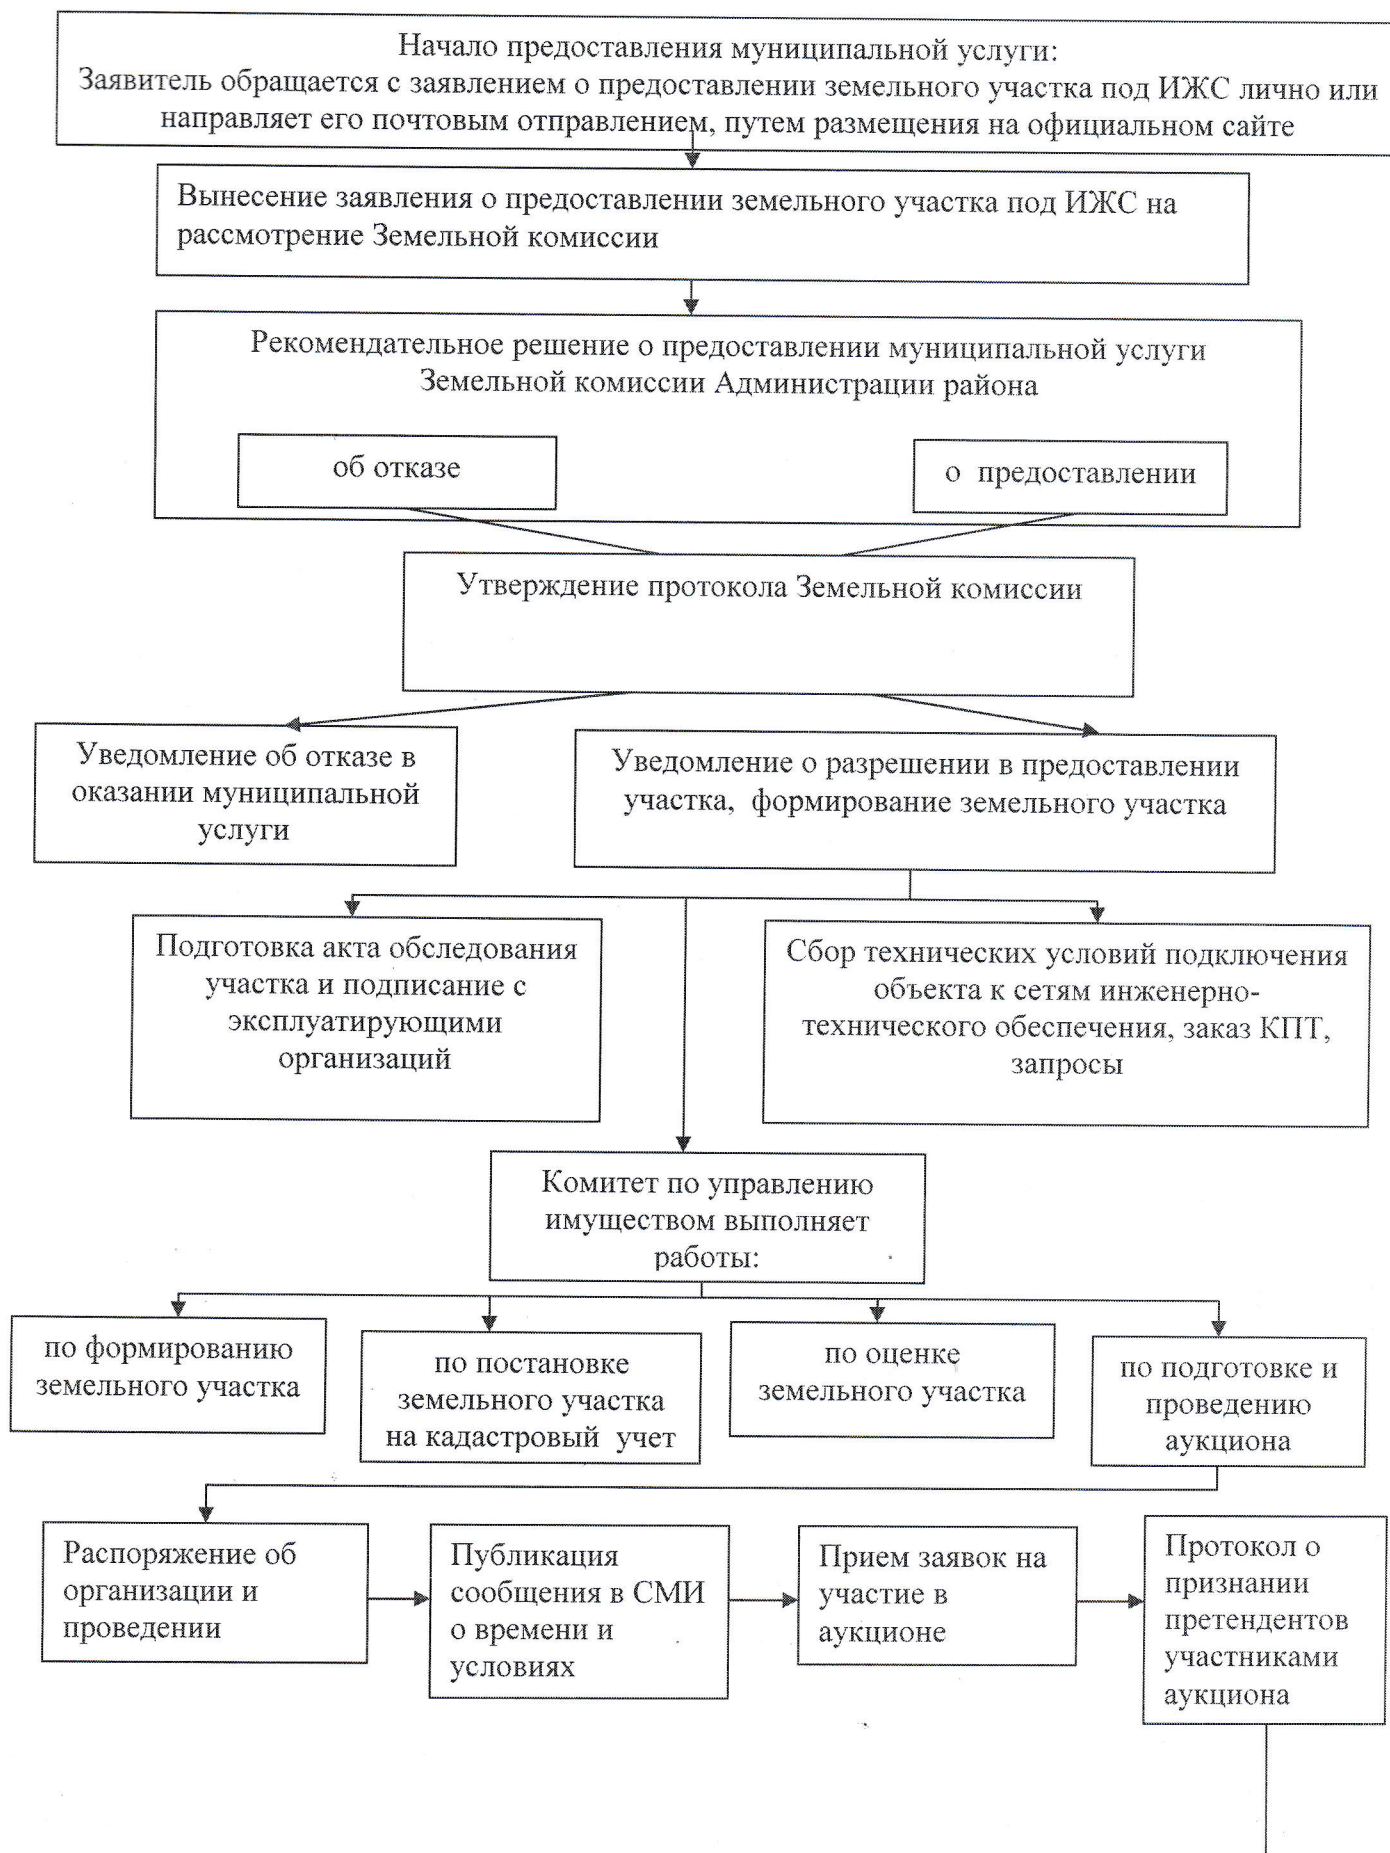 Начало предоставления муниципальной услуги:
Заявитель обращается с заявлением о предоставлении земельного участка под ИЖС лично или
направляет его почтовым отправлением, путем размещения на официальном сайте
Вынесение заявления о предоставлении земельного участка под ИЖС на
рассмотрение Земельной комиссии
Рекомендательное решение о предоставлении муниципальной услуги
Земельной комиссии Администрации района
об отказе
о предоставлении
Утверждение протокола Земельной комиссии
Уведомление об отказе в
оказании муниципальной
услуги
Уведомление о разрешении в предоставлении
участка, формирование земельного участка
Подготовка акта обследования
участка и подписание с
эксплуатирующими
организаций
Сбор технических условий подключения
объекта к сетям инженерно-
технического обеспечения, заказ КПТ,
запросы
Комитет по управлению
имуществом выполняет
работы:
по формированию
земельного участка
по постановке
земельного участка
на кадастровый учет
по оценке
земельного участка
по подготовке и
проведению
аукциона
Распоряжение об
организации и
проведении
Публикация
сообщения в СМИ
о времени и
условиях
Прием заявок на
участие в
аукционе
Протокол о
признании
претендентов
участниками
аукциона